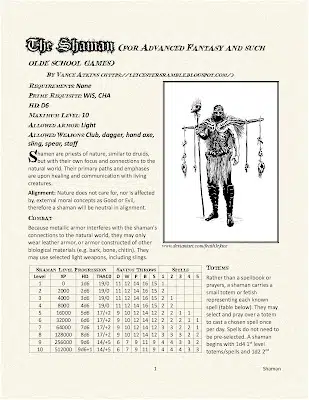 The Shaman (for Advanced Fantasy and such
olde school games)
By Vance Atkins (https://leicestersramble.blogspot.com/)
Requirements: None
Prime Requisite: WIS, CHA
HD: D6
Maximum Level: 10
Allowed Armor: Light
Allowed Weapons: Club, dagger, hand axe,
sling, spear, staff
Shaman are priests of nature, similar to druids,
but with their own focus and connections to the
natural world. Their primary paths and emphases
are upon healing and communication with living
creatures.
Alignment: Nature does not care for, nor is affected
by, external moral concepts as Good or Evil,
therefore a shaman will be neutral in alignment.
Combat
Because metallic armor interferes with the shaman's
connections to the natural world, they may only
wear leather armor, or armor constructed of other
biological materials (e.g. bark, bone, chitin). They
may use selected light weapons, including slings.
Shaman Level Progression Saving Throws Spells
Level XP HD THAC0 D W P B S 1 2 3 4 5
1 0 1d6 19/0 11 12 14 16 15 1
2 2000 2d6 19/0 11 12 14 16 15 2
3 4000 3d6 19/0 11 12 14 16 15 2 1
4 8000 4d6 19/0 11 12 14 16 15 2 2
5 16000 5d6 17/+2 9 10 12 14 12 2 2 1 1
6 32000 6d6 17/+2 9 10 12 14 12 2 2 2 1 1
7 64000 7d6 17/+2 9 10 12 14 12 3 3 2 2 1
8 128000 8d6 17/+2 9 10 12 14 12 3 3 3 2 2
9 256000 9d6 14/+5 6 7 9 11 9 4 4 3 3 2
10 512000 9d6+1 14/+5 6 7 9 11 9 4 4 4 3 3
Totems
Rather than a spellbook or
prayers, a shaman carries a
small totem or fetish
representing each known
spell (table below). They may
select and pray over a totem
to cast a chosen spell once
per day. Spells do not need
to be pre-selected. A shaman
begins with 1d4 1st level
totems/spells and 1d2 2nd
1
Shaman